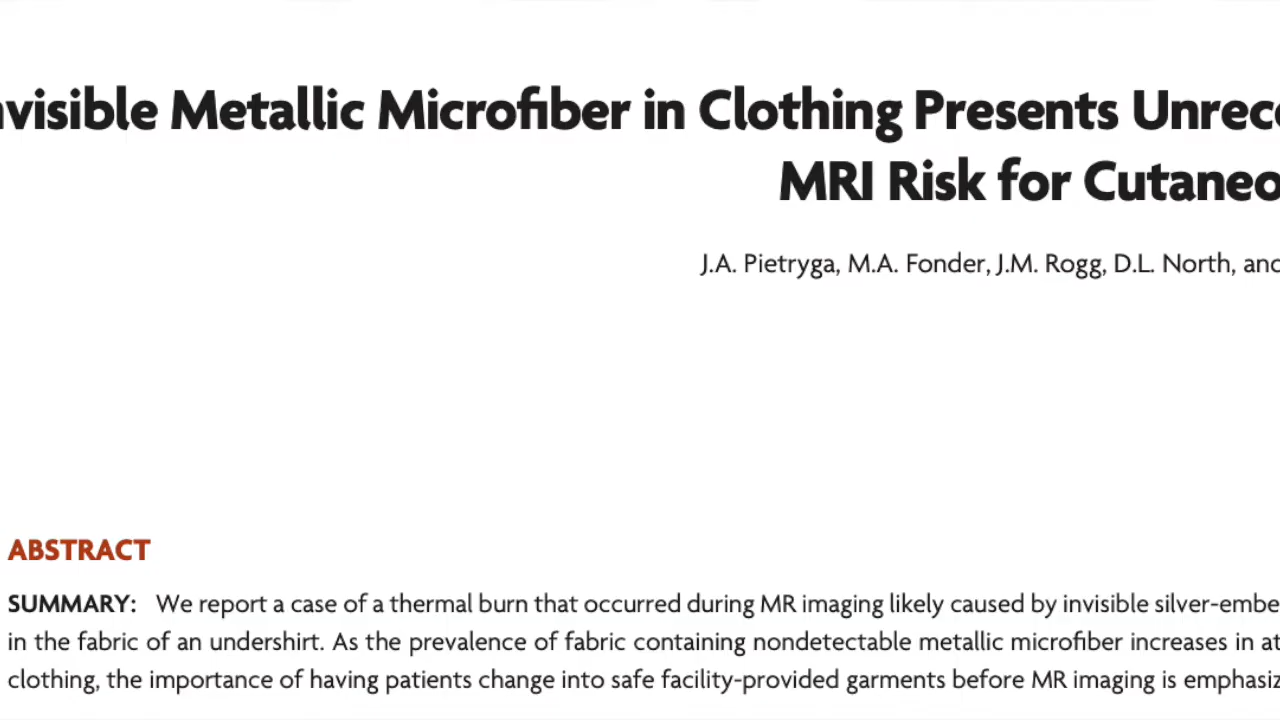 nvisible Metallic Microfiber in Clothing Presents Unrec
MRI Risk for Cutaneo
J.A. Pietryga, M.A. Fonder, J.M. Rogg, D.L. North, and
ABSTRACT
SUMMARY: We report a case of a thermal burn that occurred during MR imaging likely caused by invisible silver-embe
in the fabric of an undershirt. As the prevalence of fabric containing nondetectable metallic microfiber increases in at
clothing, the importance of having patients change into safe facility-provided garments before MR imaging is emphasiz